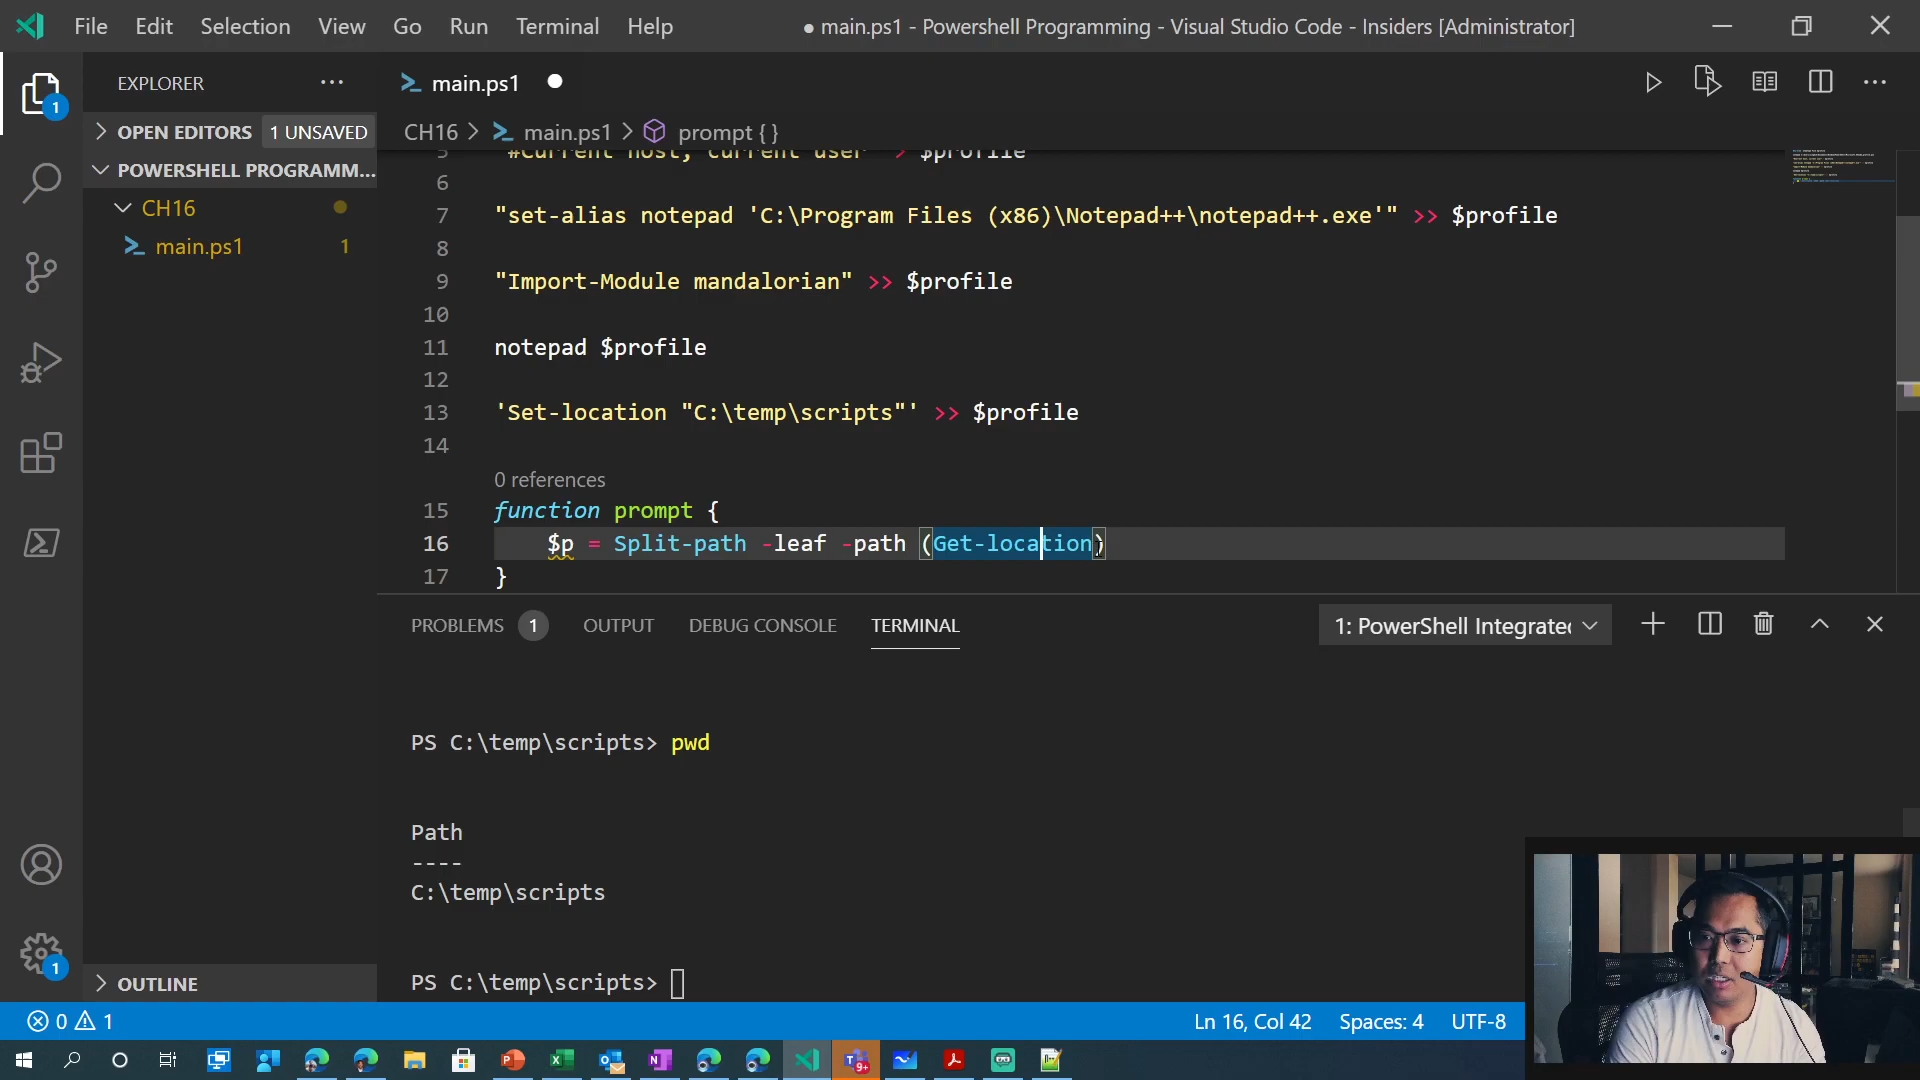 File Edit Selection View Go Run Terminal Help
● main.ps1 - Powershell Programming - Visual Studio Code - Insiders [Administrator]
EXPLORER
1
OPEN EDITORS 1 UNSAVED
POWERSHELL PROGRAMM...
CH16
main.ps1 1
OUTLINE
1
main.ps1
CH16 > main.ps1 > prompt { }
5 "#Current host, current user" > $profile
6
7 "set-alias notepad 'C:\Program Files (x86)\Notepad++\notepad++.exe'" >> $profile
8
9 "Import-Module mandalorian" >> $profile
10
11 notepad $profile
12
13 'Set-location "C:\temp\scripts"' >> $profile
14
0 references
15 function prompt {
16 $p = Split-path -leaf -path (Get-location)
17 }
PROBLEMS 1 OUTPUT DEBUG CONSOLE TERMINAL
1: PowerShell Integrate
PS C:\temp\scripts> pwd
Path
----
C:\temp\scripts
PS C:\temp\scripts>
0 1
Ln 16, Col 42 Spaces: 4 UTF-8
9+